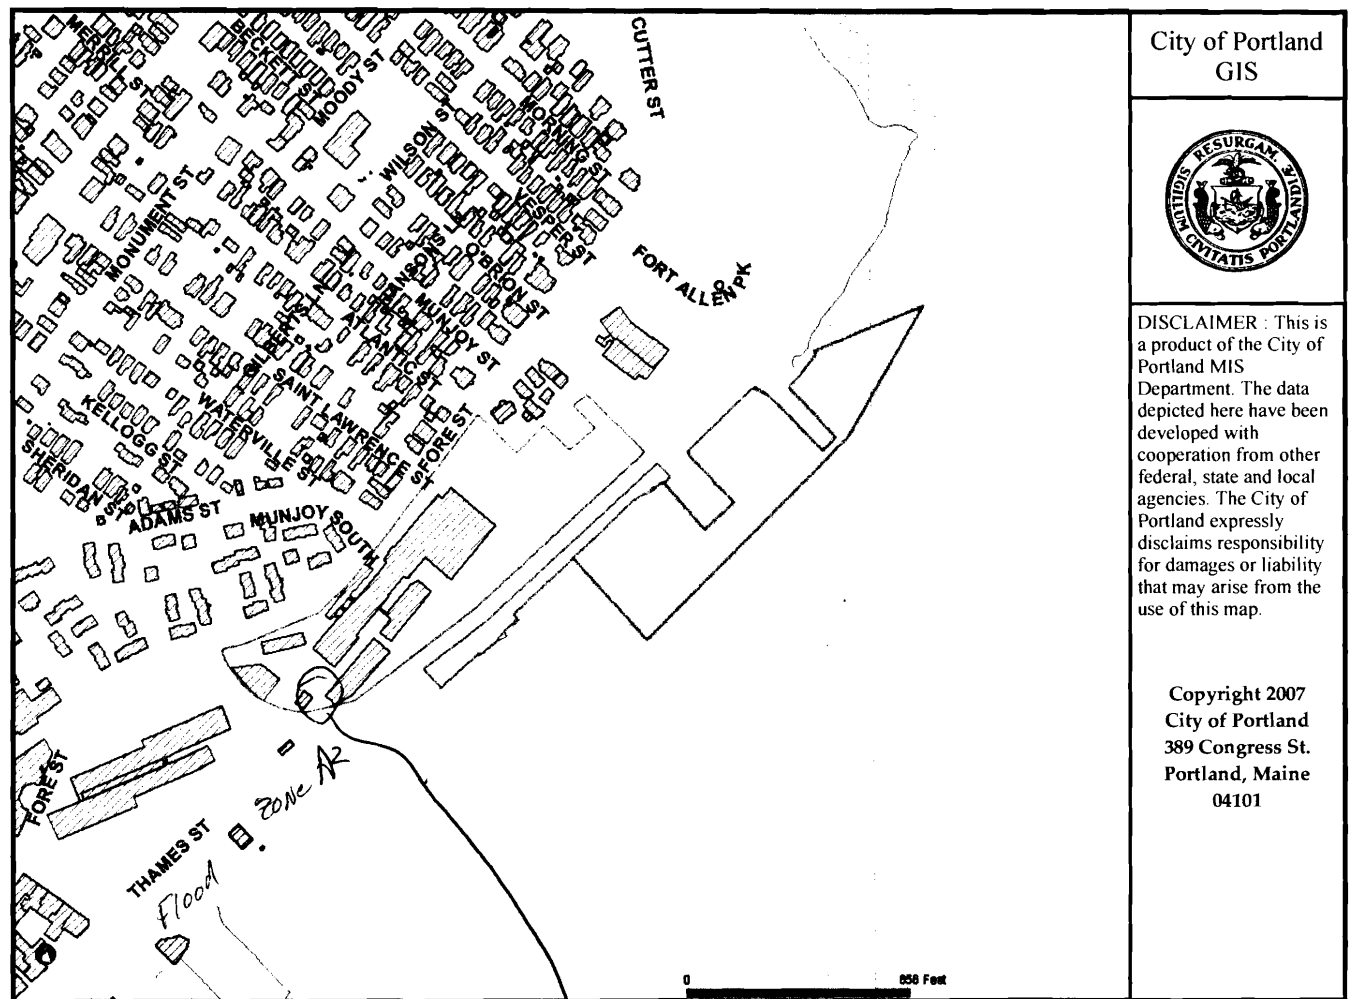 MERRILL ST
BECKETT ST
MOODY ST
CUTTER ST
WILSON ST
MORNING ST
MONUMENT ST
VESPER ST
O'BRION ST
FORT ALLEN PK
MUNJOY ST
ATLANTIC ST
SAINT LAWRENCE ST
WATERVILLE ST
FORE ST
KELLOGG ST
SHERIDAN ST
ADAMS ST
MUNJOY SOUTH
FORE ST
THAMES ST
Flood
Zone A2
0 656 Feet
City of Portland
GIS
RESURGAM.
SIGILLUM CIVITATIS PORTLANDIÆ
DISCLAIMER : This is
a product of the City of
Portland MIS
Department. The data
depicted here have been
developed with
cooperation from other
federal, state and local
agencies. The City of
Portland expressly
disclaims responsibility
for damages or liability
that may arise from the
use of this map.
Copyright 2007
City of Portland
389 Congress St.
Portland, Maine
04101